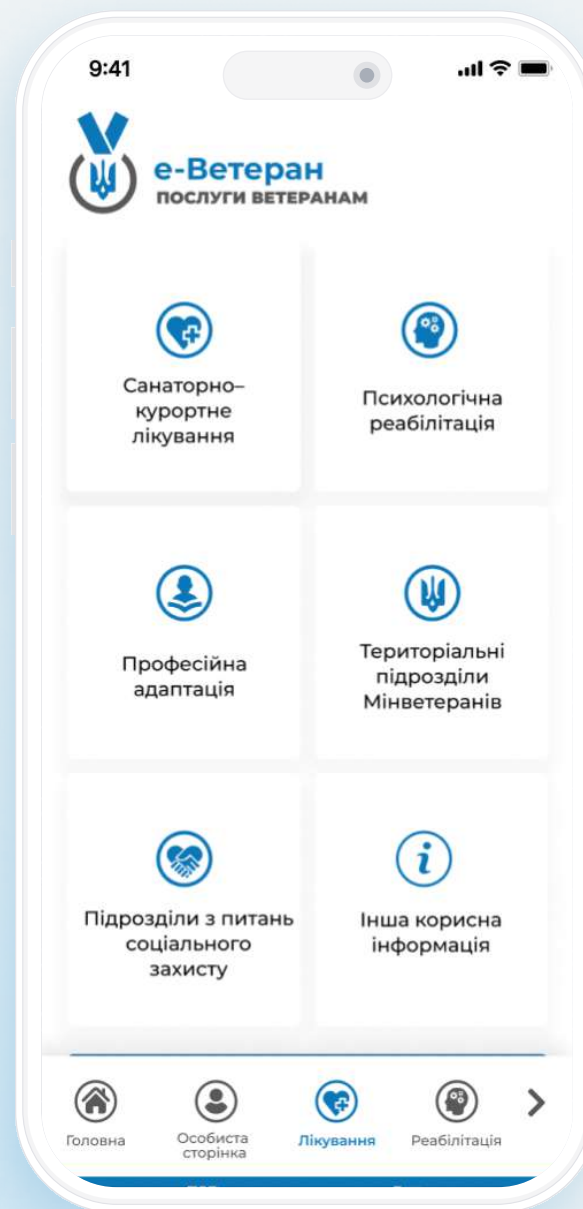 9:41
е-Ветеран
ПОСЛУГИ ВЕТЕРАНАМ
Санаторно–
курортне
лікування
Психологічна
реабілітація
Професійна
адаптація
Територіальні
підрозділи
Мінветеранів
Підрозділи з питань
соціального
захисту
Інша корисна
інформація
Головна
Особиста
сторінка
Лікування
Реабілітація